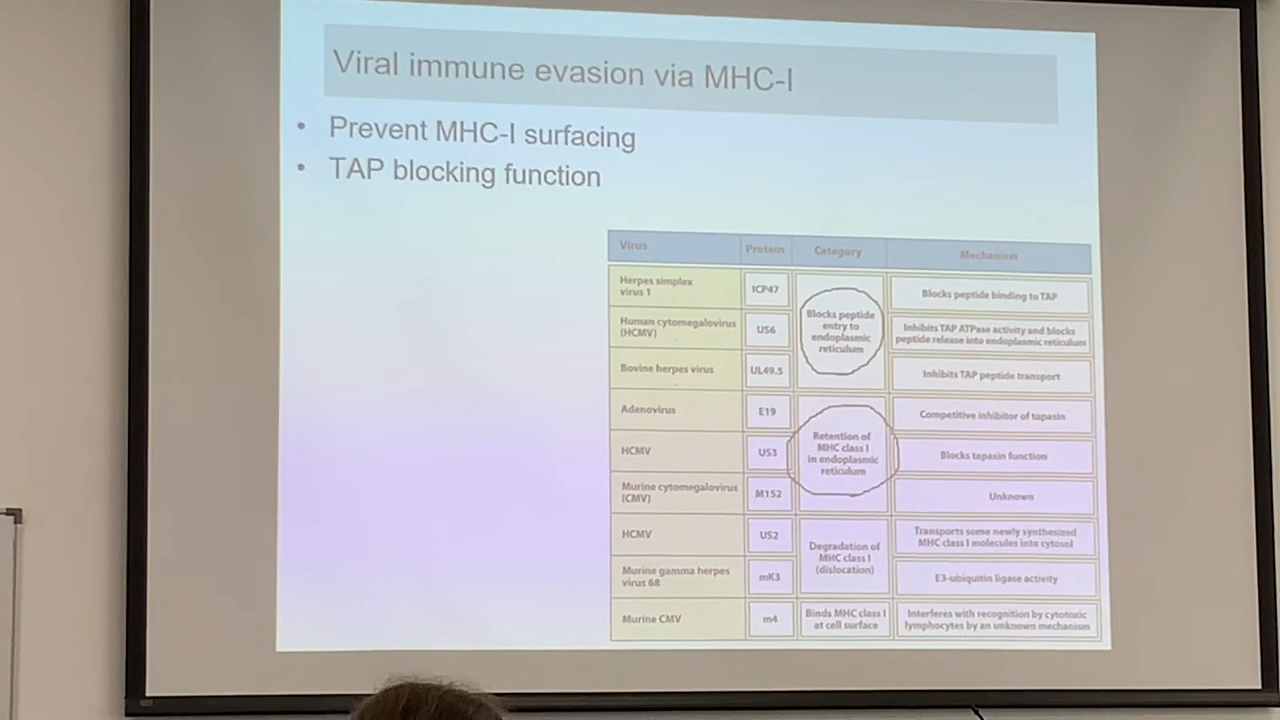 Viral immune evasion via MHC-I
• Prevent MHC-I surfacing
• TAP blocking function
Virus Protein Category Mechanism
Herpes simplex
virus 1
ICP47
Blocks peptide
entry to
endoplasmic
reticulum
Blocks peptide binding to TAP
Human cytomegalovirus
(HCMV)
US6
Inhibits TAP ATPase activity and blocks
peptide release into endoplasmic reticulum
Bovine herpes virus
UL49.5
Inhibits TAP peptide transport
Adenovirus
E19
Retention of
MHC class I
in endoplasmic
reticulum
Competitive inhibitor of tapasin
HCMV
US3
Blocks tapasin function
Murine cytomegalovirus
(CMV)
M152
Unknown
HCMV
US2
Degradation of
MHC class I
(dislocation)
Transports some newly synthesized
MHC class I molecules into cytosol
Murine gamma herpes
virus 68
mK3
E3-ubiquitin ligase activity
Murine CMV
m4
Binds MHC class I
at cell surface
Interferes with recognition by cytotoxic
lymphocytes by an unknown mechanism